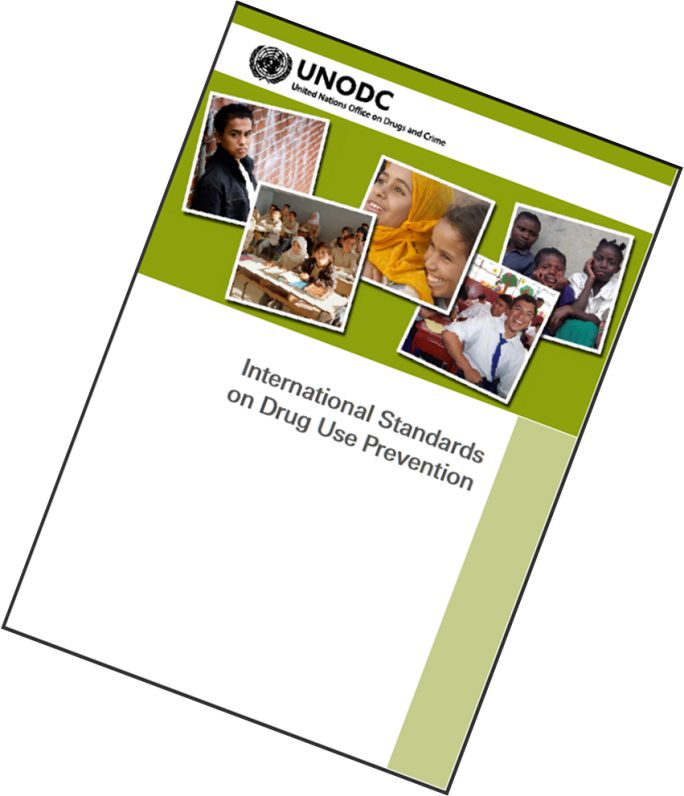 UNODC
United Nations Office on Drugs and Crime
International Standards
on Drug Use Prevention